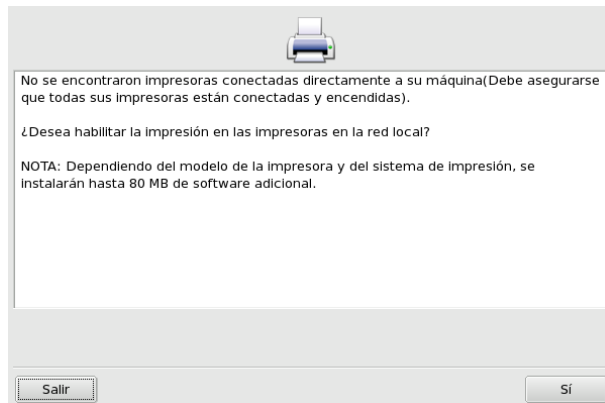 No se encontraron impresoras conectadas directamente a su máquina(Debe asegurarse
que todas sus impresoras están conectadas y encendidas).
¿Desea habilitar la impresión en las impresoras en la red local?
NOTA: Dependiendo del modelo de la impresora y del sistema de impresión, se
instalarán hasta 80 MB de software adicional.
Salir
Sí